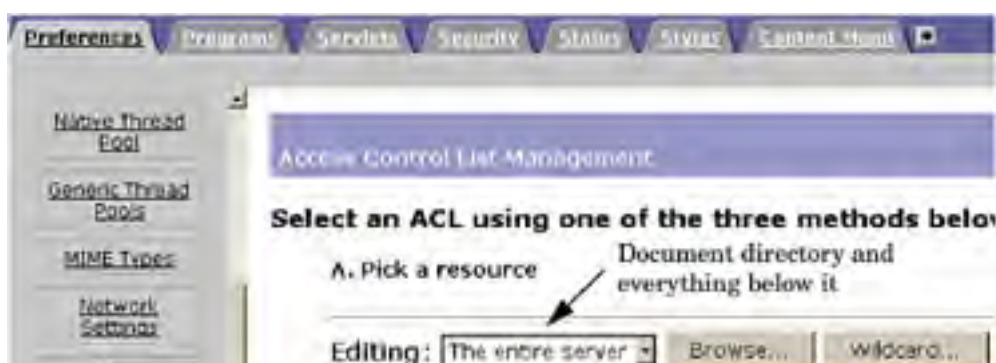 Preferences Programs Servlets Security Status Styles Content Mgmt
Native Thread
Pool
Generic Thread
Pools
MIME Types
Network
Settings
Access Control List Management
Select an ACL using one of the three methods below
A. Pick a resource
Document directory and
everything below it
Editing: The entire server Browse... Wildcard...